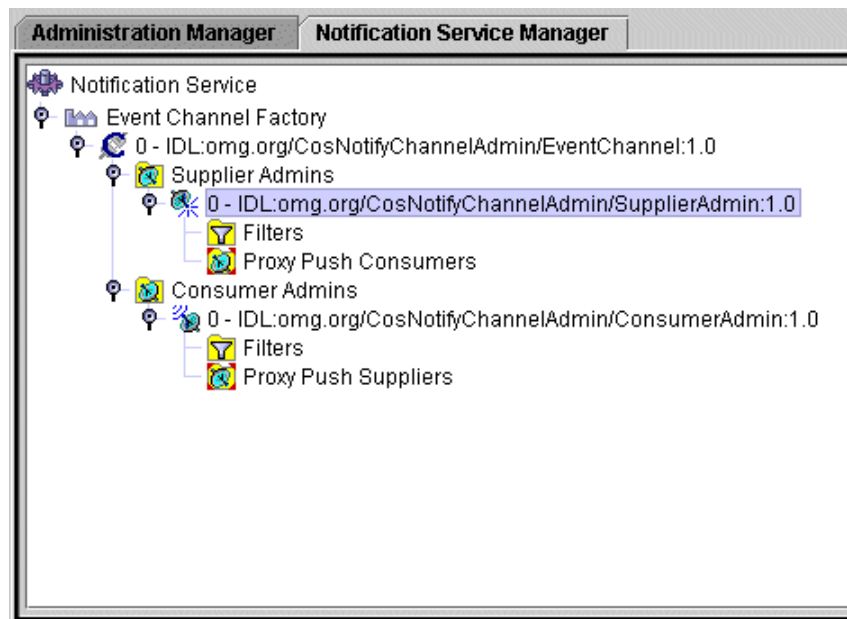 Administration Manager Notification Service Manager
Notification Service
Event Channel Factory
0 - IDL:omg.org/CosNotifyChannelAdmin/EventChannel:1.0
Supplier Admins
0 - IDL:omg.org/CosNotifyChannelAdmin/SupplierAdmin:1.0
Filters
Proxy Push Consumers
Consumer Admins
0 - IDL:omg.org/CosNotifyChannelAdmin/ConsumerAdmin:1.0
Filters
Proxy Push Suppliers